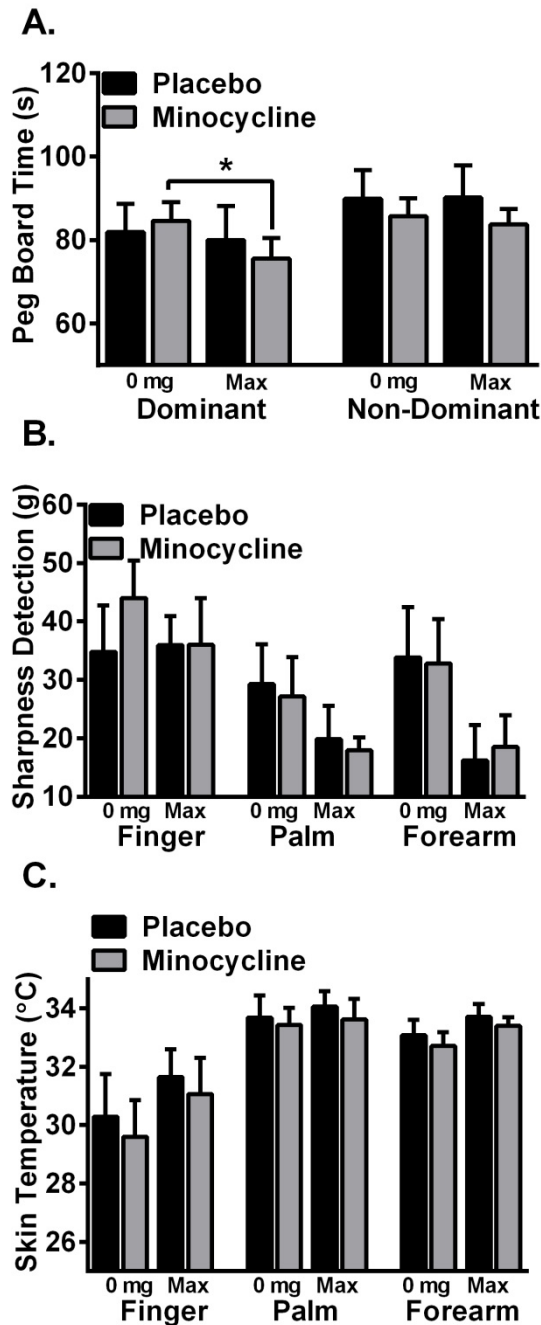 A.
Peg Board Time (s)
120
100
80
60
Placebo
Minocycline
*
0 mg Max 0 mg Max
Dominant Non-Dominant
B.
Sharpness Detection (g)
60
50
40
30
20
10
Placebo
Minocycline
0 mg Max 0 mg Max 0 mg Max
Finger Palm Forearm
C.
Skin Temperature (°C)
34
32
30
28
26
Placebo
Minocycline
0 mg Max 0 mg Max 0 mg Max
Finger Palm Forearm